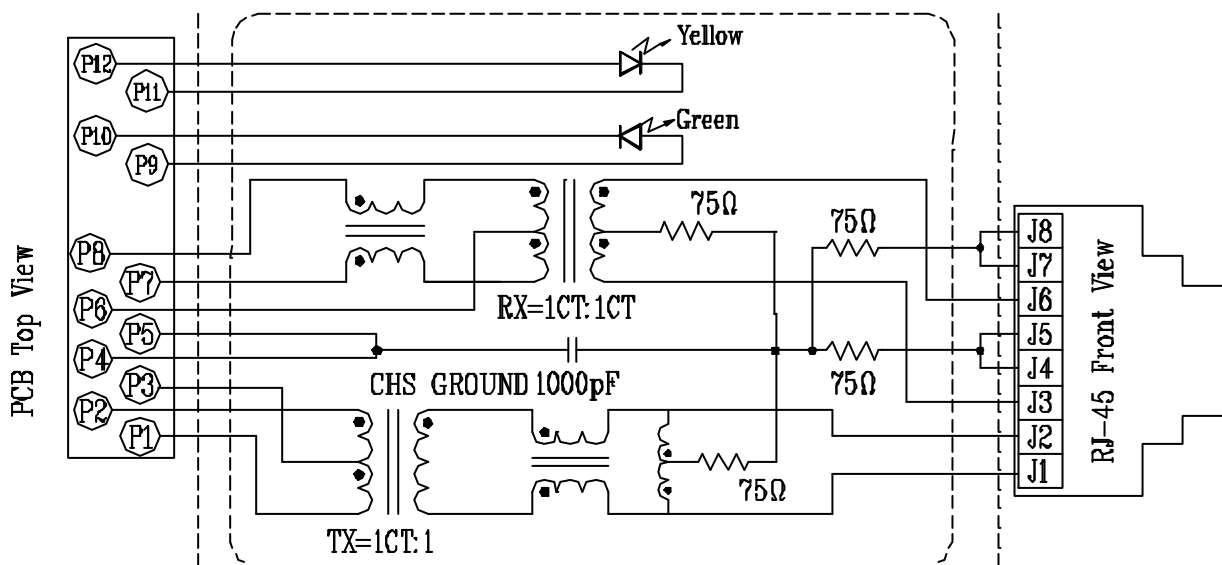 Yellow
P12
P11
Green
P10
P9
75Ω
75Ω
J8
P8
J7
P7
J6
P6
RX=1CT:1CT
P5
J5
P4
J4
CHS GROUND 1000pF
75Ω
P3
J3
P2
J2
P1
J1
75Ω
TX=1CT:1
PCB Top View
RJ-45 Front View